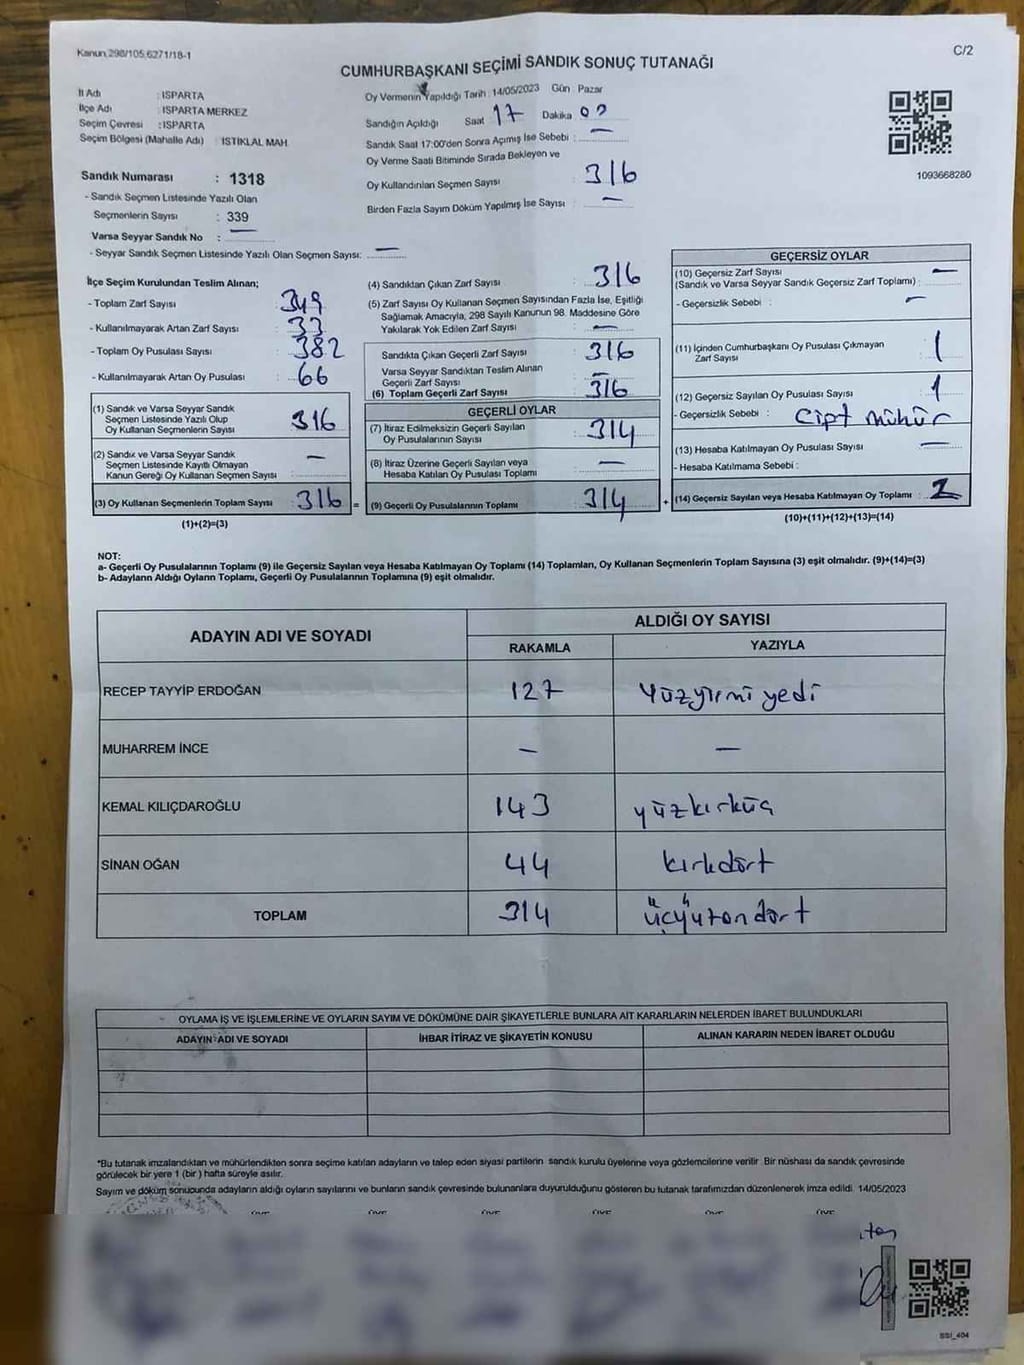 Kanun 298/105,6271/18-1
C/2
CUMHURBAŞKANI SEÇİMİ SANDIK SONUÇ TUTANAĞI
İl Adı : ISPARTA
İlçe Adı : ISPARTA MERKEZ
Seçim Çevresi : ISPARTA
Seçim Bölgesi (Mahalle Adı) : ISTIKLAL MAH.
Sandık Numarası : 1318
- Sandık Seçmen Listesinde Yazılı Olan
Seçmenlerin Sayısı : 339
Varsa Seyyar Sandık No : —
- Seyyar Sandık Seçmen Listesinde Yazılı Olan Seçmen Sayısı: —
Oy Vermenin Yapıldığı Tarih : 14/05/2023 Gün : Pazar
Sandığın Açıldığı Saat 17 Dakika 00
Sandık Saat 17:00'den Sonra Açımış İse Sebebi : —
Oy Verme Saati Bitiminde Sırada Bekleyen ve
Oy Kullandırılan Seçmen Sayısı : 316
Birden Fazla Sayım Döküm Yapılmış İse Sayısı : —
1093668280
İlçe Seçim Kurulundan Teslim Alınan;
- Toplam Zarf Sayısı : 349
- Kullanılmayarak Artan Zarf Sayısı : 33
- Toplam Oy Pusulası Sayısı : 382
- Kullanılmayarak Artan Oy Pusulası : 66
(1) Sandık ve Varsa Seyyar Sandık
Seçmen Listesinde Yazılı Olup
Oy Kullanan Seçmenlerin Sayısı : 316
(2) Sandık ve Varsa Seyyar Sandık
Seçmen Listesinde Kayıtlı Olmayan
Kanun Gereği Oy Kullanan Seçmen Sayısı : —
(3) Oy Kullanan Seçmenlerin Toplam Sayısı : 316
(1)+(2)=(3)
(4) Sandıktan Çıkan Zarf Sayısı : 316
(5) Zarf Sayısı Oy Kullanan Seçmen Sayısından Fazla İse, Eşitliği
Sağlamak Amacıyla, 298 Sayılı Kanunun 98. Maddesine Göre
Yakılarak Yok Edilen Zarf Sayısı : —
Sandıkta Çıkan Geçerli Zarf Sayısı : 316
Varsa Seyyar Sandıktan Teslim Alınan
Geçerli Zarf Sayısı : —
(6) Toplam Geçerli Zarf Sayısı : 316
GEÇERLİ OYLAR
(7) İtiraz Edilmeksizin Geçerli Sayılan
Oy Pusulalarının Sayısı : 314
(8) İtiraz Üzerine Geçerli Sayılan veya
Hesaba Katılan Oy Pusulası Toplamı : —
= (9) Geçerli Oy Pusulalarının Toplamı : 314 +
GEÇERSİZ OYLAR
(10) Geçersiz Zarf Sayısı
(Sandık ve Varsa Seyyar Sandık Geçersiz Zarf Toplamı) : —
- Geçersizlik Sebebi : —
(11) İçinden Cumhurbaşkanı Oy Pusulası Çıkmayan
Zarf Sayısı : 1
(12) Geçersiz Sayılan Oy Pusulası Sayısı : 1
- Geçersizlik Sebebi : Cipt mühür
(13) Hesaba Katılmayan Oy Pusulası Sayısı : —
- Hesaba Katılmama Sebebi :
(14) Geçersiz Sayılan veya Hesaba Katılmayan Oy Toplamı : 2
(10)+(11)+(12)+(13)=(14)
NOT:
a- Geçerli Oy Pusulalarının Toplamı (9) ile Geçersiz Sayılan veya Hesaba Katılmayan Oy Toplamı (14) Toplamları, Oy Kullanan Seçmenlerin Toplam Sayısına (3) eşit olmalıdır. (9)+(14)=(3)
b- Adayların Aldığı Oyların Toplamı, Geçerli Oy Pusulalarının Toplamına (9) eşit olmalıdır.
ADAYIN ADI VE SOYADI
ALDIĞI OY SAYISI
RAKAMLA YAZIYLA
RECEP TAYYİP ERDOĞAN 127 Yüzyirmi yedi
MUHARREM İNCE — —
KEMAL KILIÇDAROĞLU 143 yüzkırküç
SİNAN OĞAN 44 kırkdört
TOPLAM 314 üçyüzondört
OYLAMA İŞ VE İŞLEMLERİNE VE OYLARIN SAYIM VE DÖKÜMÜNE DAİR ŞİKAYETLERLE BUNLARA AİT KARARLARIN NELERDEN İBARET BULUNDUKLARI
ADAYIN ADI VE SOYADI İHBAR İTİRAZ VE ŞİKAYETİN KONUSU ALINAN KARARIN NEDEN İBARET OLDUĞU
*Bu tutanak imzalandıktan ve mühürlendikten sonra seçime katılan adayların ve talep eden siyasi partilerin sandık kurulu üyelerine veya gözlemcilerine verilir. Bir nüshası da sandık çevresinde
görülecek bir yere 1 (bir) hafta süreyle asılır.
Sayım ve döküm sonucunda adayların aldığı oyların sayılarını ve bunların sandık çevresinde bulunanlara duyurulduğunu gösteren bu tutanak tarafımızdan düzenlenerek imza edildi. 14/05/2023
ÜYE ÜYE ÜYE ÜYE ÜYE ÜYE
SSI_404